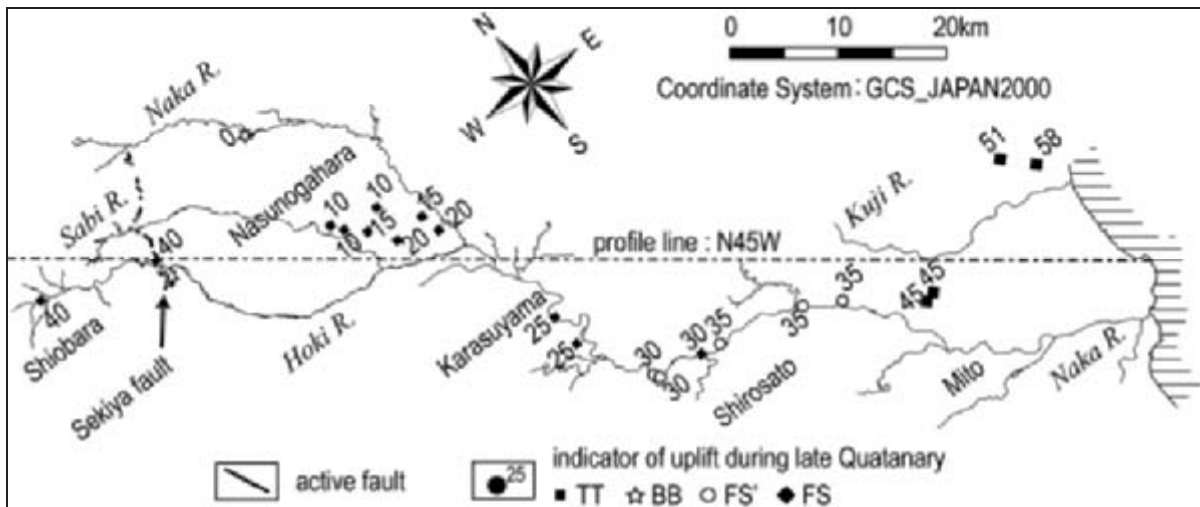 0 10 20km
Coordinate System : GCS_JAPAN2000
N
E
W
S
Naka R.
0
Sabi R.
Nasunogahara
10
10
10
15
20
15
20
51
58
Kuji R.
profile line : N45W
40
40
Shiobara
Sekiya fault
Hoki R.
Karasuyama
25
25
30
30
30
35
Shirosato
35
35
45
45
Mito
Naka R.
active fault
25
indicator of uplift during late Quatanary
TT BB FS' FS